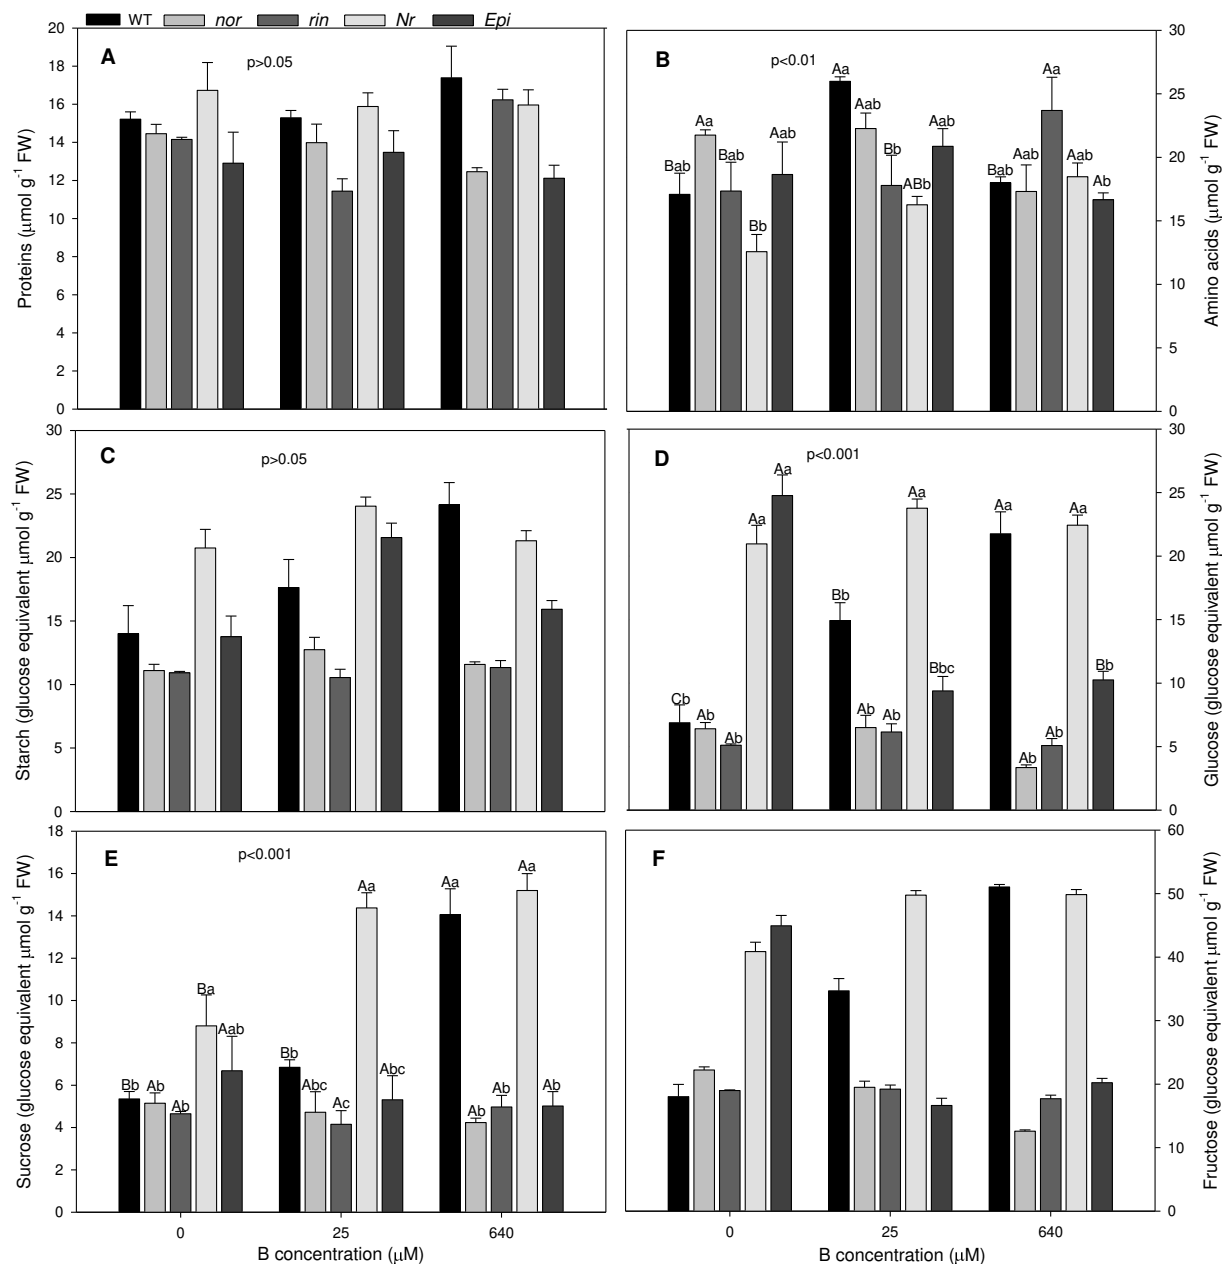 WT nor rin Nr Epi
A
p>0.05
Proteins (μmol g⁻¹ FW)
20
18
16
14
12
10
8
6
4
2
0
B
p<0.01
Bab Aa Bab Bb Aab
Aa Aab Bb ABb Aab
Bab Aab Aa Aab Ab
30
25
20
15
10
5
0
Amino acids (μmol g⁻¹ FW)
C
p>0.05
Starch (glucose equivalent μmol g⁻¹ FW)
30
25
20
15
10
5
0
D
p<0.001
Cb Ab Ab Aa Aa
Bb Ab Ab Aa Bbc
Aa Ab Ab Aa Bb
30
25
20
15
10
5
0
Glucose (glucose equivalent μmol g⁻¹ FW)
E
p<0.001
Bb Ab Ab Ba Aab
Bb Abc Ac Aa Abc
Aa Ab Ab Aa Ab
Sucrose (glucose equivalent μmol g⁻¹ FW)
18
16
14
12
10
8
6
4
2
0
0 25 640
B concentration (μM)
F
60
50
40
30
20
10
0
Fructose (glucose equivalent μmol g⁻¹ FW)
0 25 640
B concentration (μM)